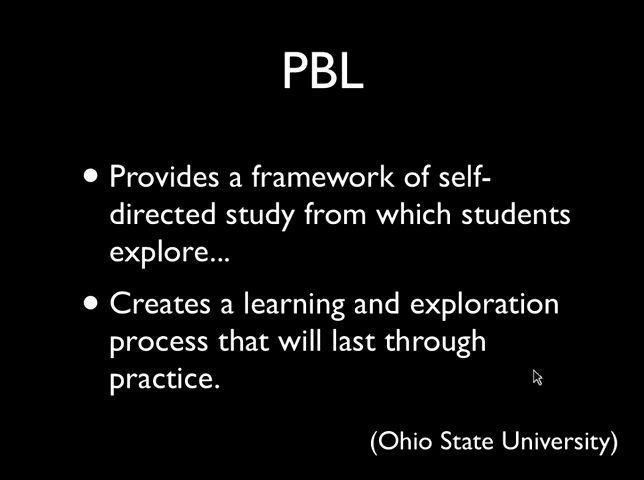 PBL
• Provides a framework of self-
directed study from which students
explore...
• Creates a learning and exploration
process that will last through
practice.
(Ohio State University)